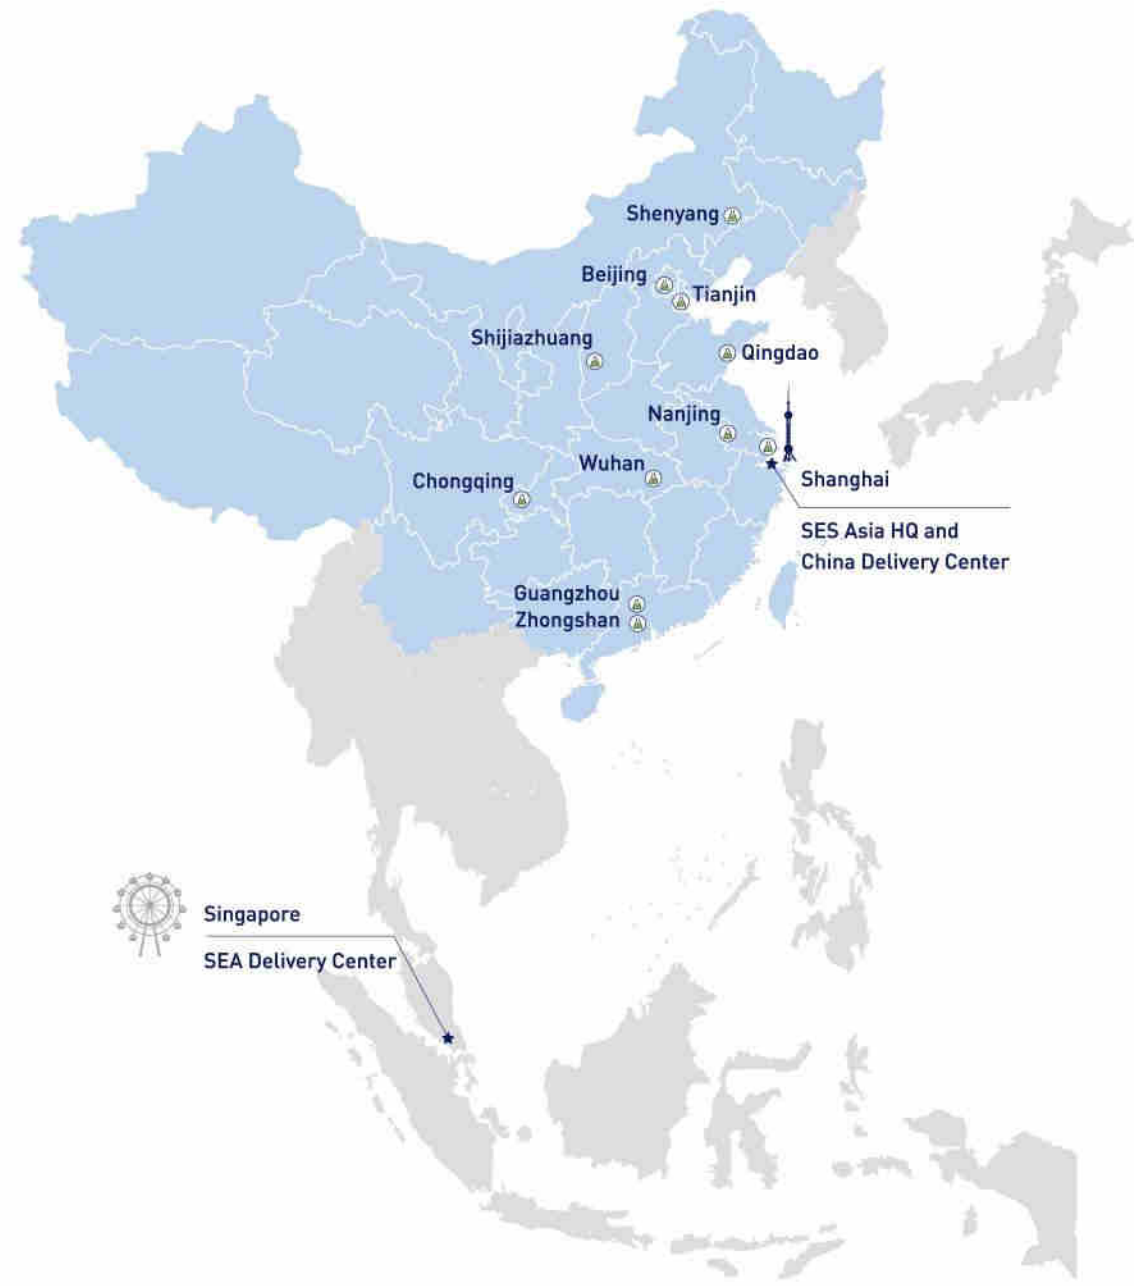 Shenyang
Beijing
Tianjin
Shijiazhuang
Qingdao
Nanjing
Wuhan
Chongqing
Shanghai
SES Asia HQ and
China Delivery Center
Guangzhou
Zhongshan
Singapore
SEA Delivery Center